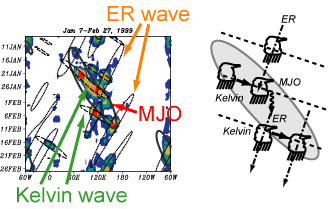 ER wave
Jan 7-Feb 27, 1999
11JAN
16JAN
21JAN
26JAN
1FEB
6FEB
11FEB
16FEB
21FEB
26FEB
60W 0 60E 120E 180 120W 60W
MJO
Kelvin wave
ER
MJO
Kelvin
ER
Kelvin